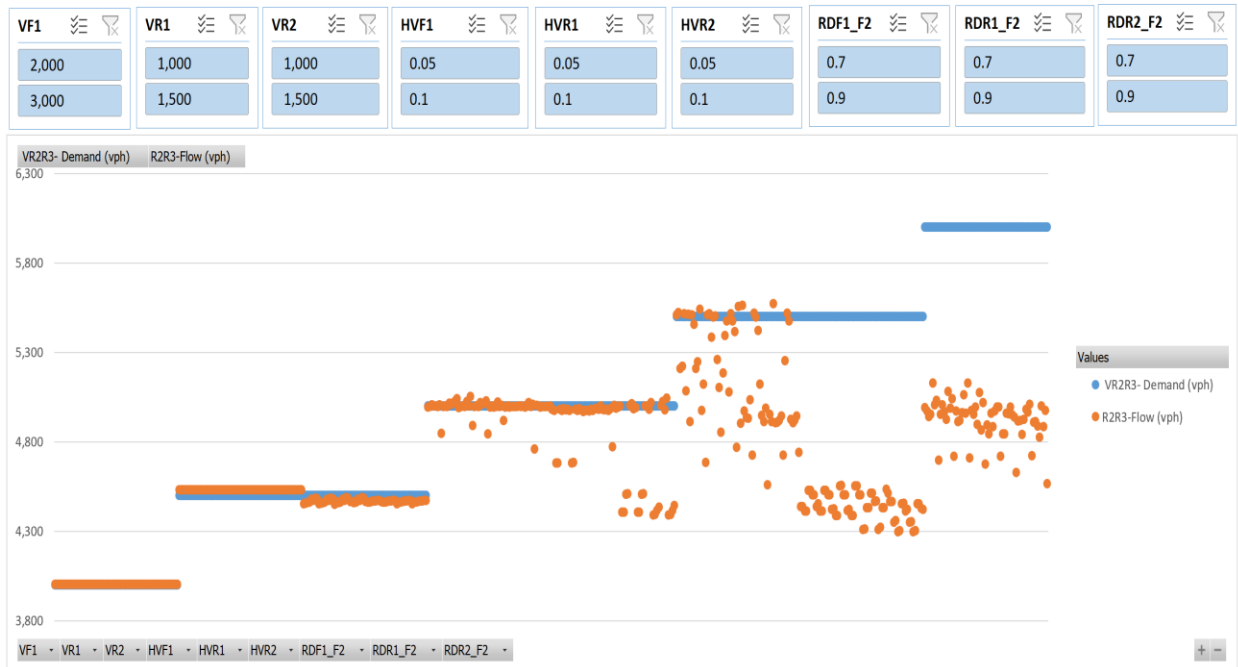 VF1 VR1 VR2 HVF1 HVR1 HVR2 RDF1_F2 RDR1_F2 RDR2_F2
2,000 1,000 1,000 0.05 0.05 0.05 0.7 0.7 0.7
3,000 1,500 1,500 0.1 0.1 0.1 0.9 0.9 0.9
VR2R3- Demand (vph) R2R3-Flow (vph)
6,300
5,800
5,300
4,800
4,300
3,800
Values
VR2R3- Demand (vph)
R2R3-Flow (vph)
VF1 VR1 VR2 HVF1 HVR1 HVR2 RDF1_F2 RDR1_F2 RDR2_F2